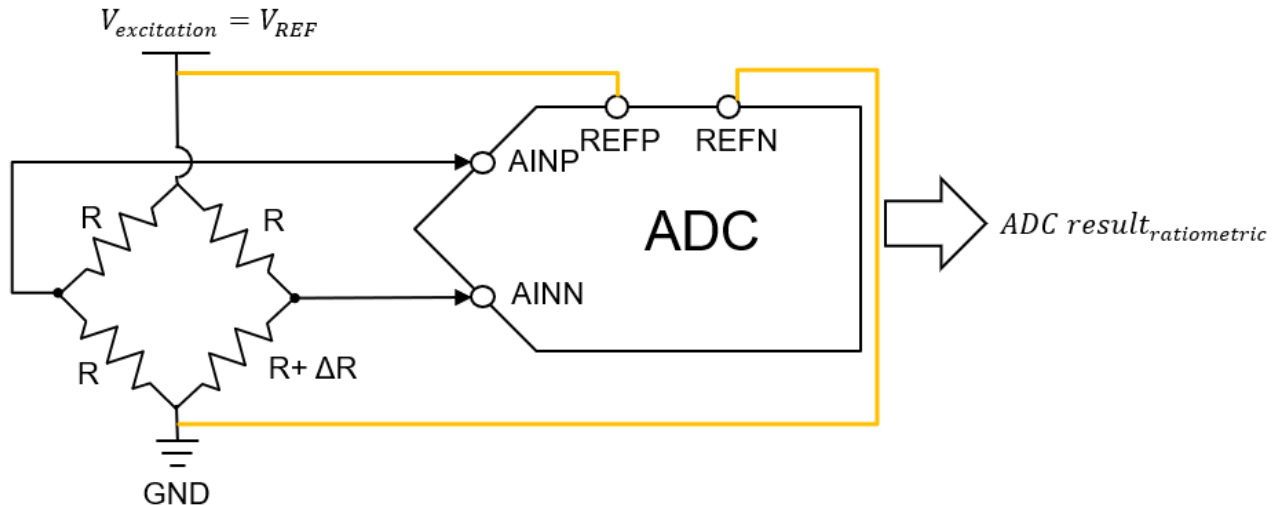 V_excitation = V_REF
REFP
REFN
AINP
ADC
ADC result_ratiometric
R
R
AINN
R
R+ ΔR
GND